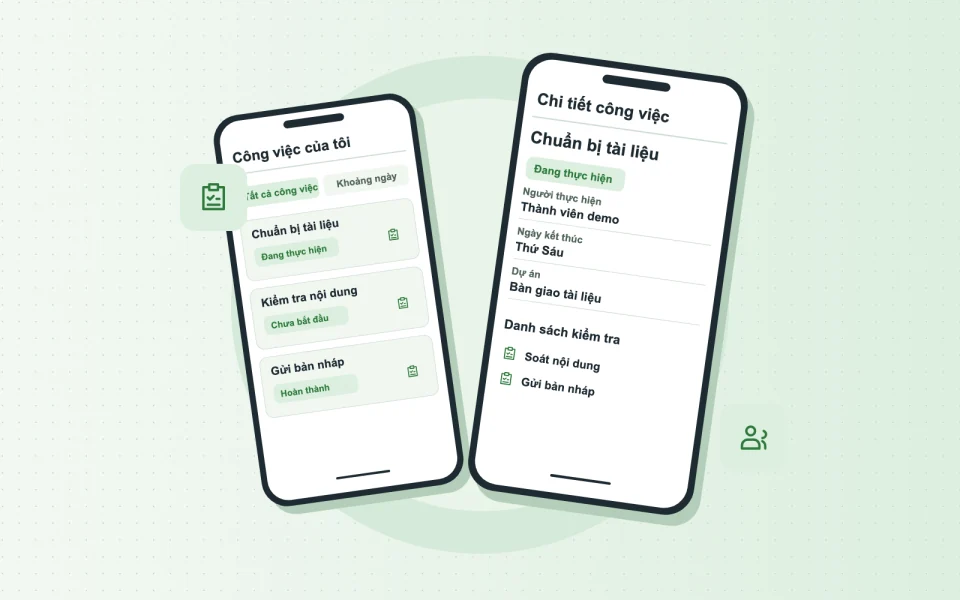 Công việc của tôi
Tất cả công việc
Khoảng ngày
Chuẩn bị tài liệu
Đang thực hiện
Kiểm tra nội dung
Chưa bắt đầu
Gửi bản nháp
Hoàn thành
Chi tiết công việc
Chuẩn bị tài liệu
Đang thực hiện
Người thực hiện
Thành viên demo
Ngày kết thúc
Thứ Sáu
Dự án
Bàn giao tài liệu
Danh sách kiểm tra
Soát nội dung
Gửi bản nháp